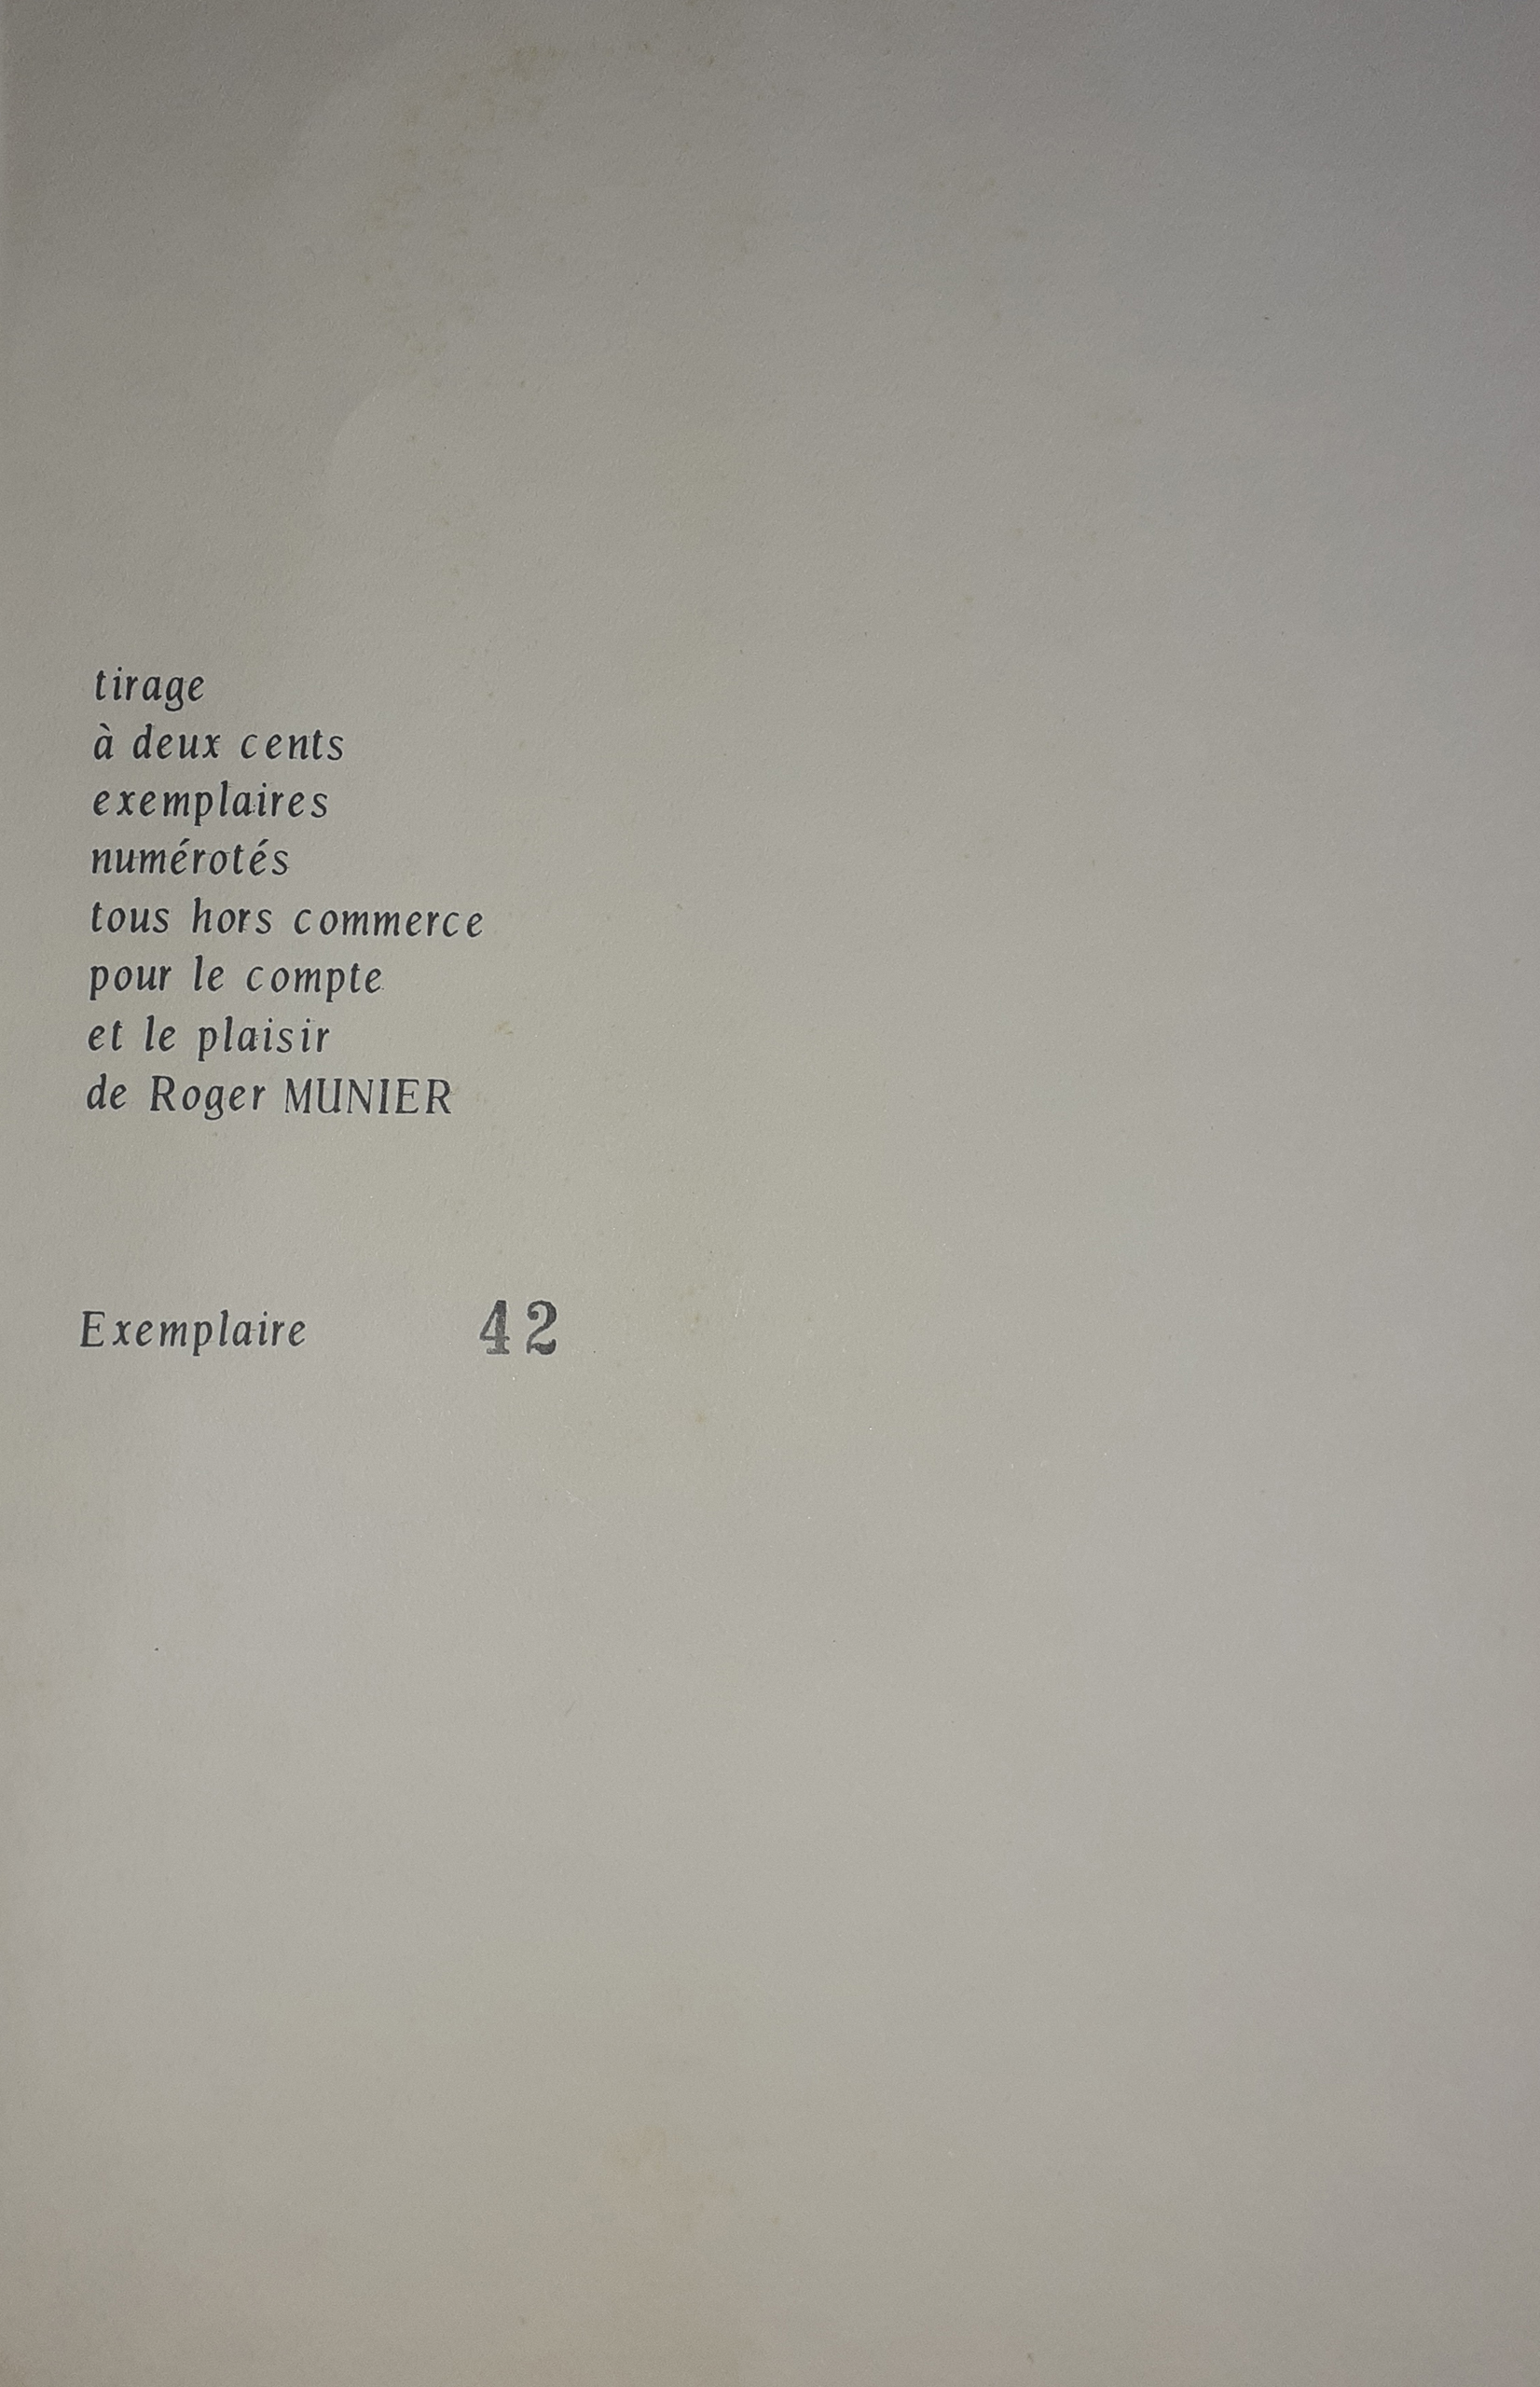 tirage
à deux cents
exemplaires
numérotés
tous hors commerce
pour le compte
et le plaisir
de Roger MUNIER
Exemplaire 42